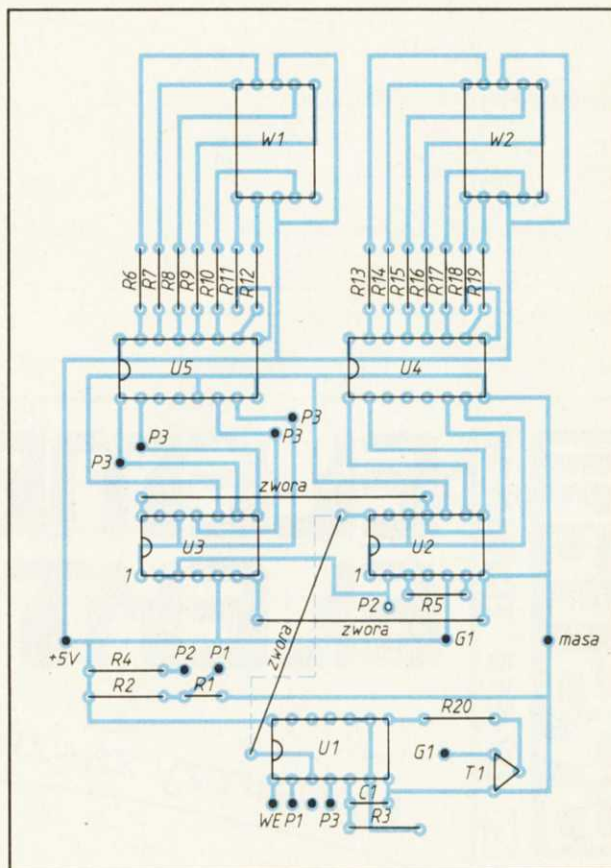 W1 W2
R6 R7 R8 R9 R10 R11 R12 R13 R14 R15 R16 R17 R18 R19
U5 U4
P3 P3
P3
P3
zwora
U3 U2
1 1
P2 R5
zwora
zwora
G1
+5V masa
R4 P2 P1
R2 R1
R20
U1 G1
T1
C1
WE P1 P3 R3